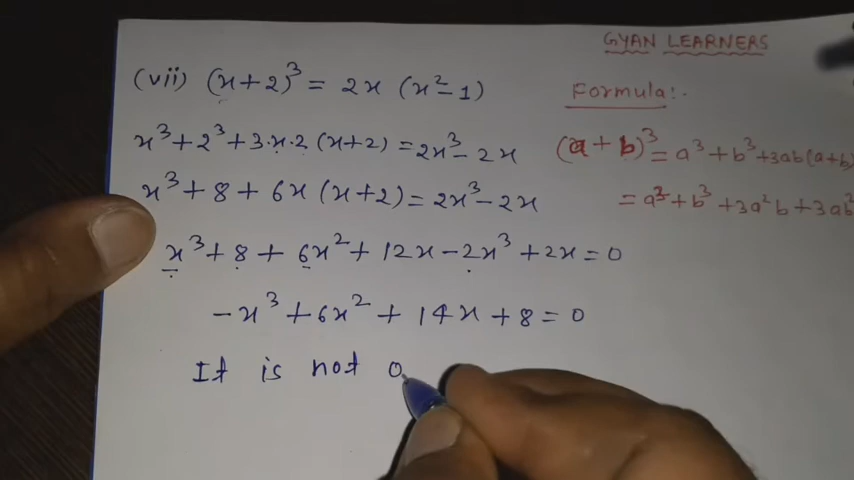 GYAN LEARNERS
(vii) (x+2)³ = 2x (x²-1)
Formula:-
x³ + 2³ + 3·x·2 (x+2) = 2x³ - 2x
(a + b)³ = a³ + b³ + 3ab(a+b)
x³ + 8 + 6x (x+2) = 2x³ - 2x
= a³ + b³ + 3a²b + 3ab²
x³ + 8 + 6x² + 12x - 2x³ + 2x = 0
-x³ + 6x² + 14x + 8 = 0
It is not o